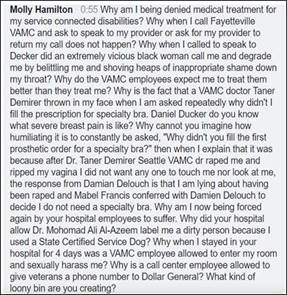 Molly Hamilton · 0:55 Why am I being denied medical treatment for
my service connected disabilities? Why when I call Fayetteville
VAMC and ask to speak to my provider or ask for my provider to
return my call does not happen? Why when I called to speak to
Decker did an extremely vicious black woman call me and degrade
me by belittling me and shoving heaps of inappropriate shame down
my throat? Why do the VAMC employees expect me to treat them
better than they treat me? Why is the fact that a VAMC doctor Taner
Demirer thrown in my face when I am asked repeatedly why didn't I
fill the prescription for specialty bra. Daniel Ducker do you know
what severe breast pain is like? Why cannot you imagine how
humiliating it is to constantly be asked, "Why didn't you fill the first
prosthetic order for a specialty bra?" then when I explain that it was
because after Dr. Taner Demirer Seattle VAMC dr raped me and
ripped my vagina I did not want any one to touch me nor look at me,
the response from Damian Delouch is that I am lying about having
been raped and Mabel Francis conferred with Damien Delouch to
decide I do not need a specialty bra. Why am I now being forced
again by your hospital employees to suffer. Why did your hospital
allow Dr. Mohomad Ali Al-Azeem label me a dirty person because I
used a State Certified Service Dog? Why when I stayed in your
hospital for 4 days was a VAMC employee allowed to enter my room
and sexually harass me? Why is a call center employee allowed to
give veterans a phone number to Dollar General? What kind of
loony bin are you creating?